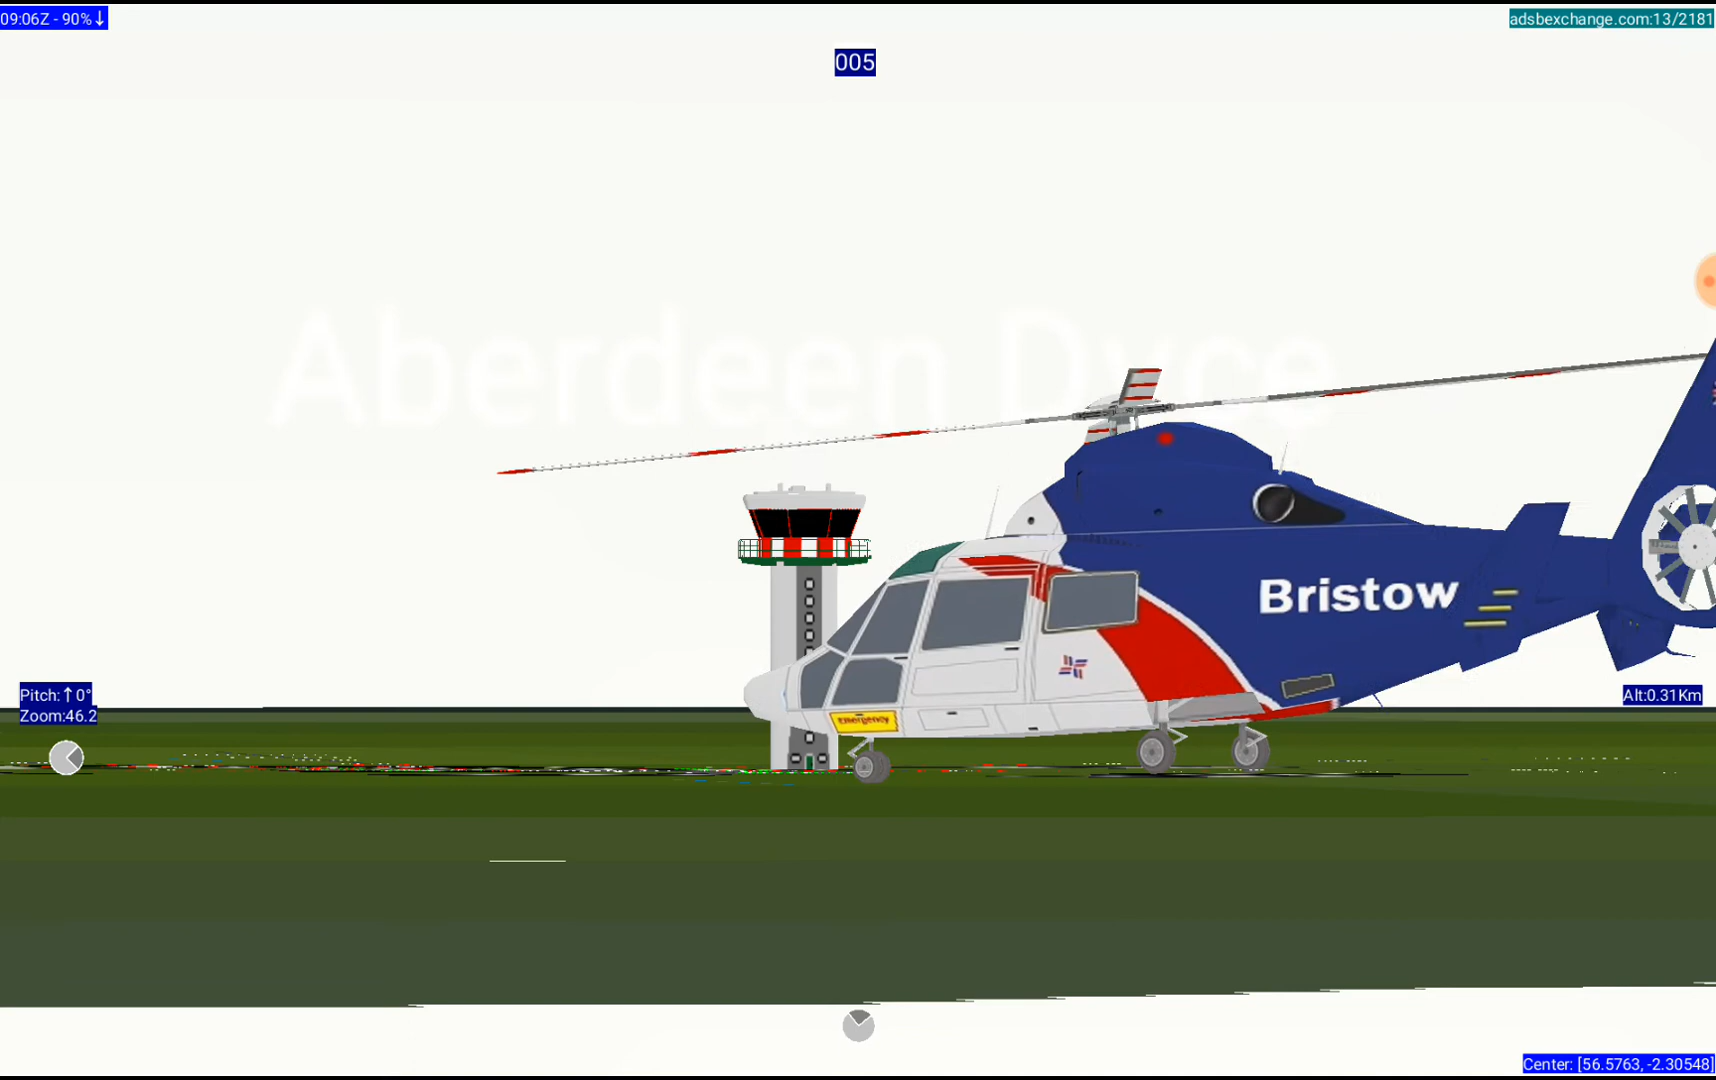 09:06Z - 90%↓
adsbexchange.com:13/2181
005
Aberdeen Dyce
Bristow
Pitch:↑0°
Zoom:46.2
Alt:0.31Km
Emergency
Center: [56.5763, -2.30548]